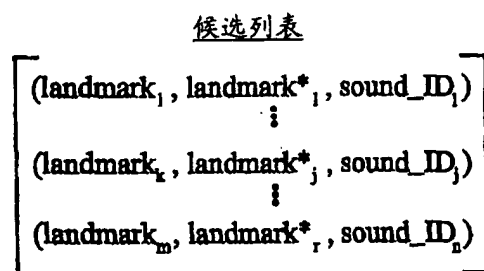 候选列表
(landmark₁, landmark*₁, sound_ID₁)
⋮
(landmarkₖ, landmark*ⱼ, sound_IDⱼ)
⋮
(landmarkₘ, landmark*ᵣ, sound_IDₙ)